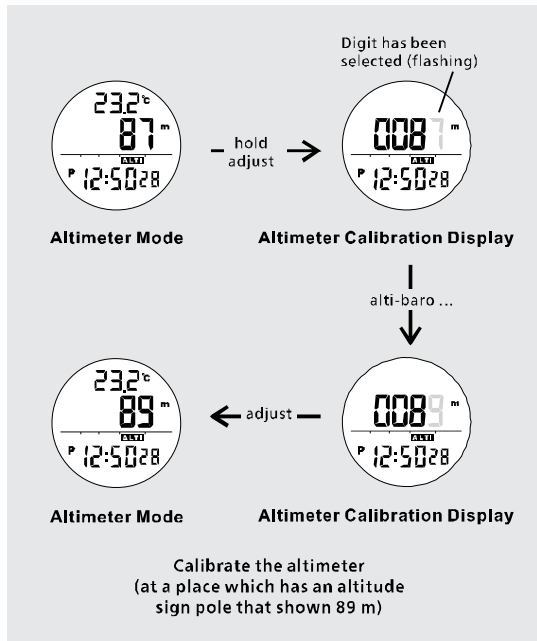 Digit has been
selected (flashing)
23.2°C
87 m
ALTI
P 12:50 28
hold
adjust
0087 m
ALTI
P 12:50 28
Altimeter Mode
Altimeter Calibration Display
alti-baro ...
23.2°C
89 m
ALTI
P 12:50 28
adjust
0089 m
ALTI
P 12:50 28
Altimeter Mode
Altimeter Calibration Display
Calibrate the altimeter
(at a place which has an altitude
sign pole that shown 89 m)